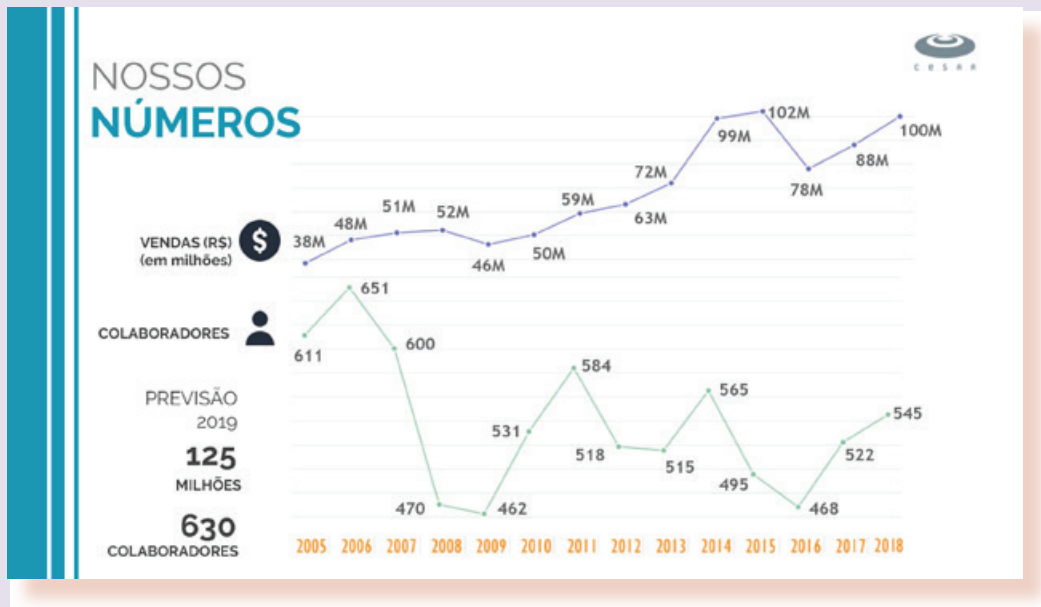 NOSSOS
NÚMEROS
CESAR
VENDAS (R$)
(em milhões)
$
38M
48M
51M
52M
46M
50M
59M
63M
72M
99M
102M
78M
88M
100M
COLABORADORES
611
651
600
470
462
531
584
518
515
565
495
468
522
545
PREVISÃO
2019
125
MILHÕES
630
COLABORADORES
2005 2006 2007 2008 2009 2010 2011 2012 2013 2014 2015 2016 2017 2018